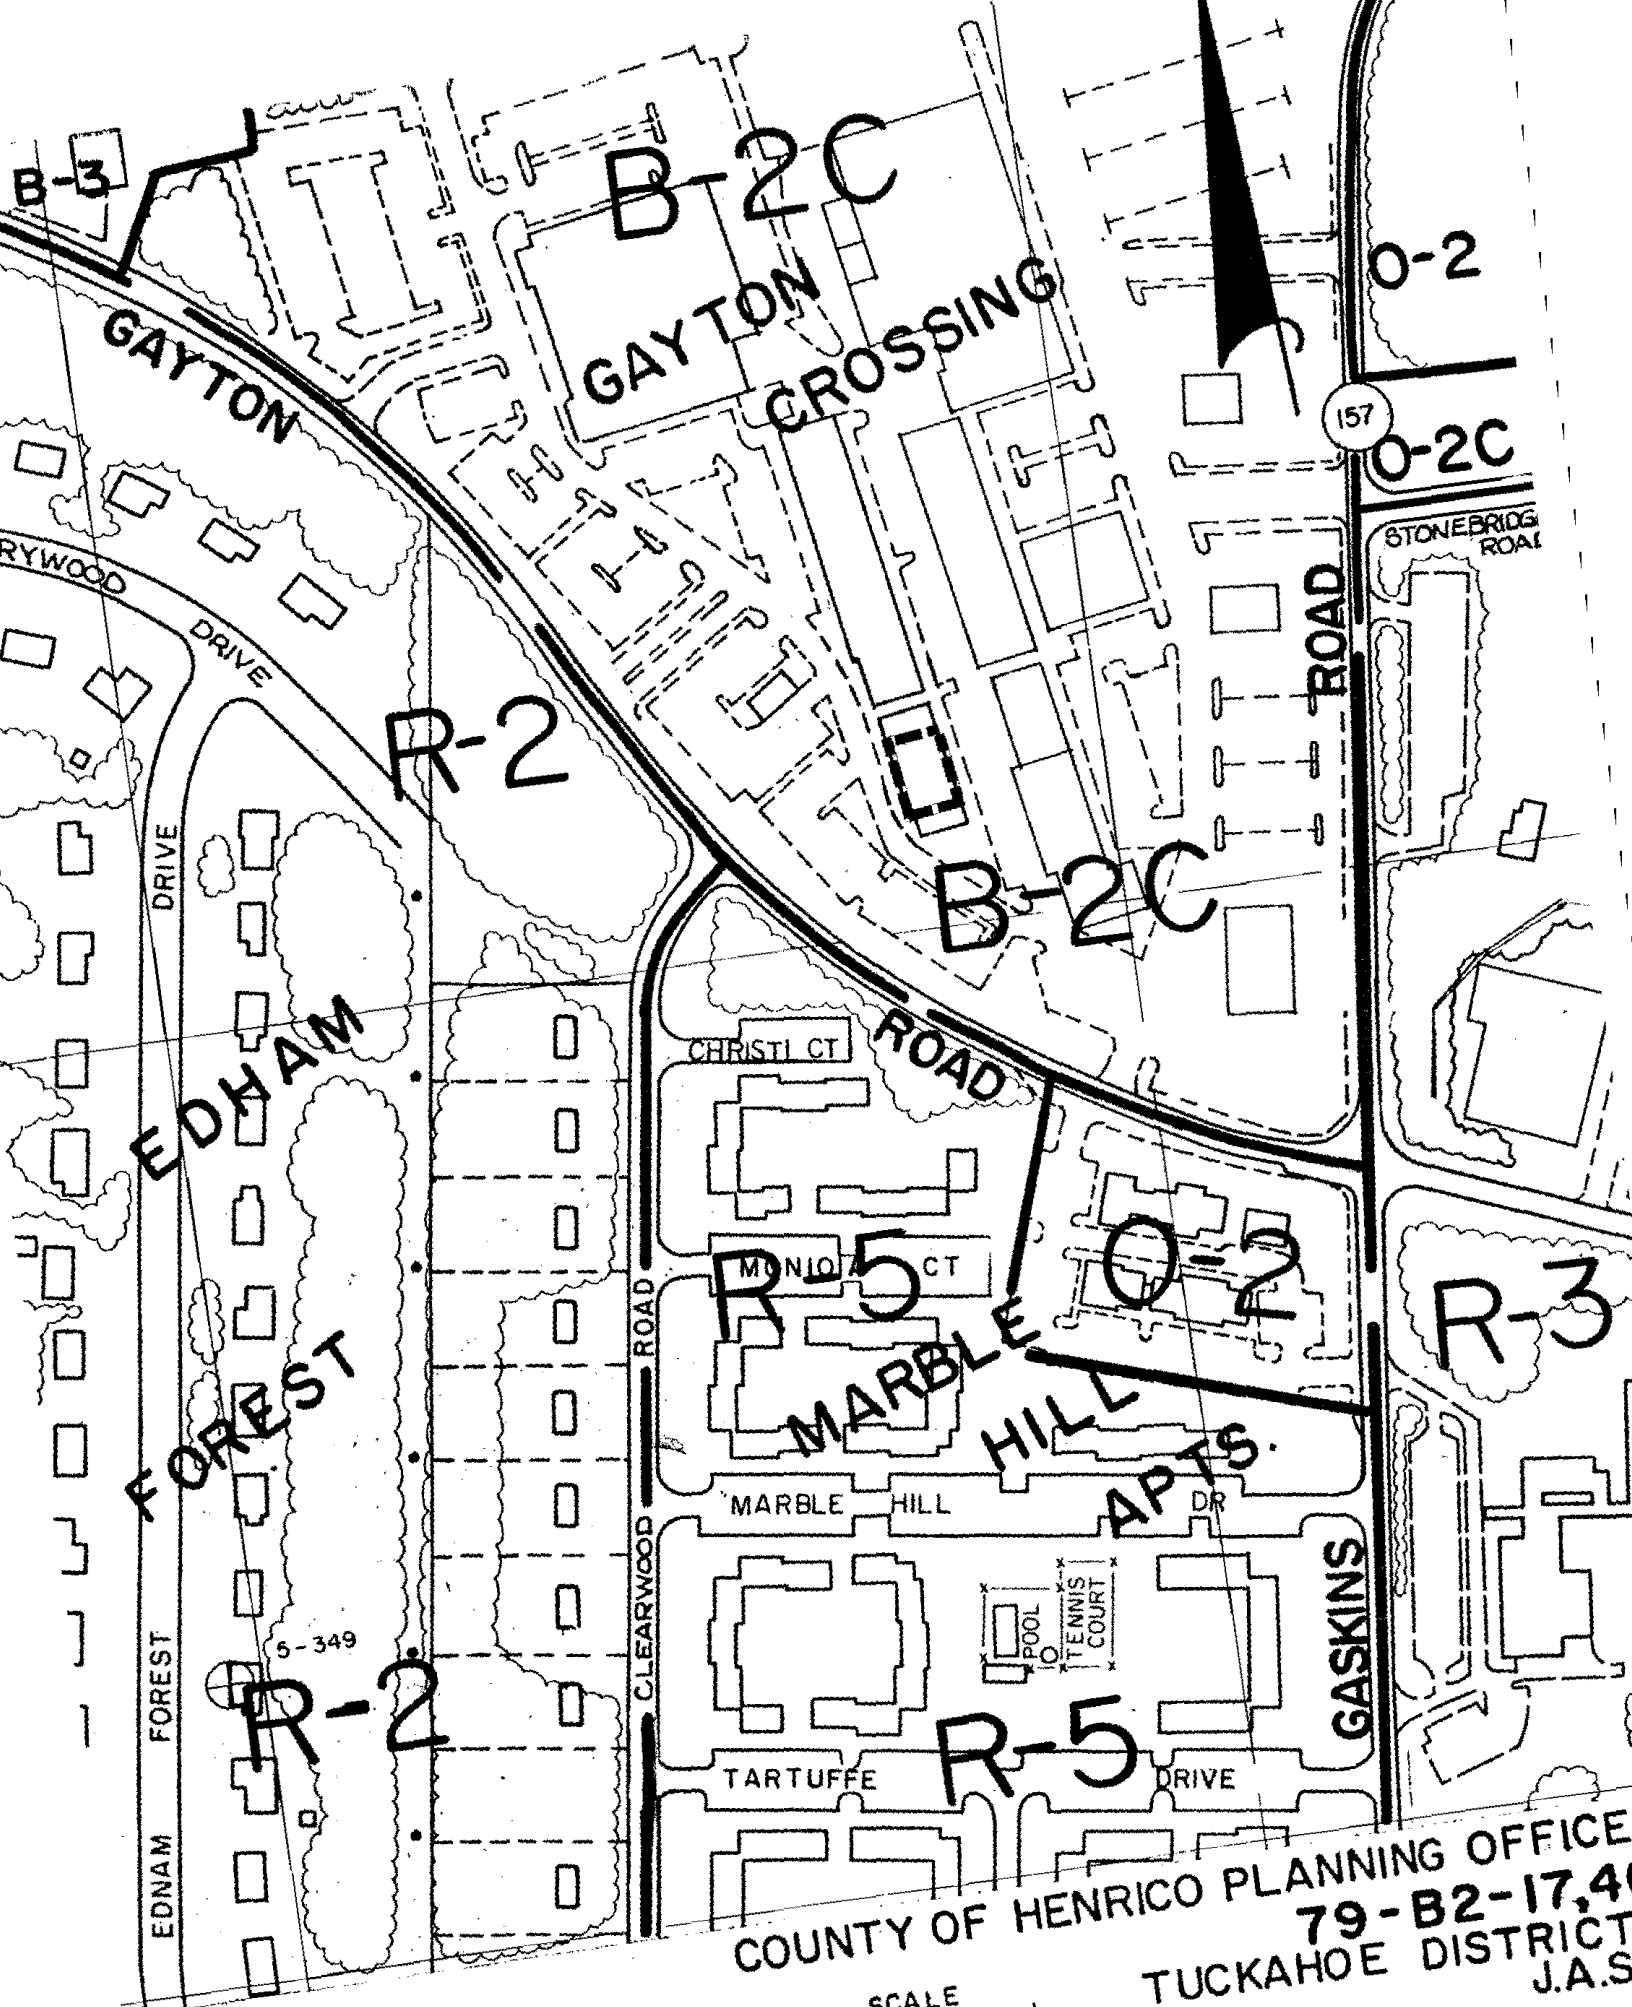 B-3
B-2C
GAYTON
CROSSING
GAYTON
O-2
157
O-2C
STONEBRIDG
ROAD
RYWOOD
DRIVE
R-2
ROAD
DRIVE
B-2C
EDHAM
FOREST
CHRISTI CT
ROAD
R-5
CT
O-2
R-3
MARBLE
HILL
APTS.
ROAD
CLEARWOOD
MARBLE HILL DR
POOL
TENNIS
COURT
GASKINS
5-349
R-2
R-5
FOREST
EDNAM
TARTUFFE DRIVE
COUNTY OF HENRICO PLANNING OFFICE
79-B2-17,4
TUCKAHOE DISTRICT
J.A.S
SCALE